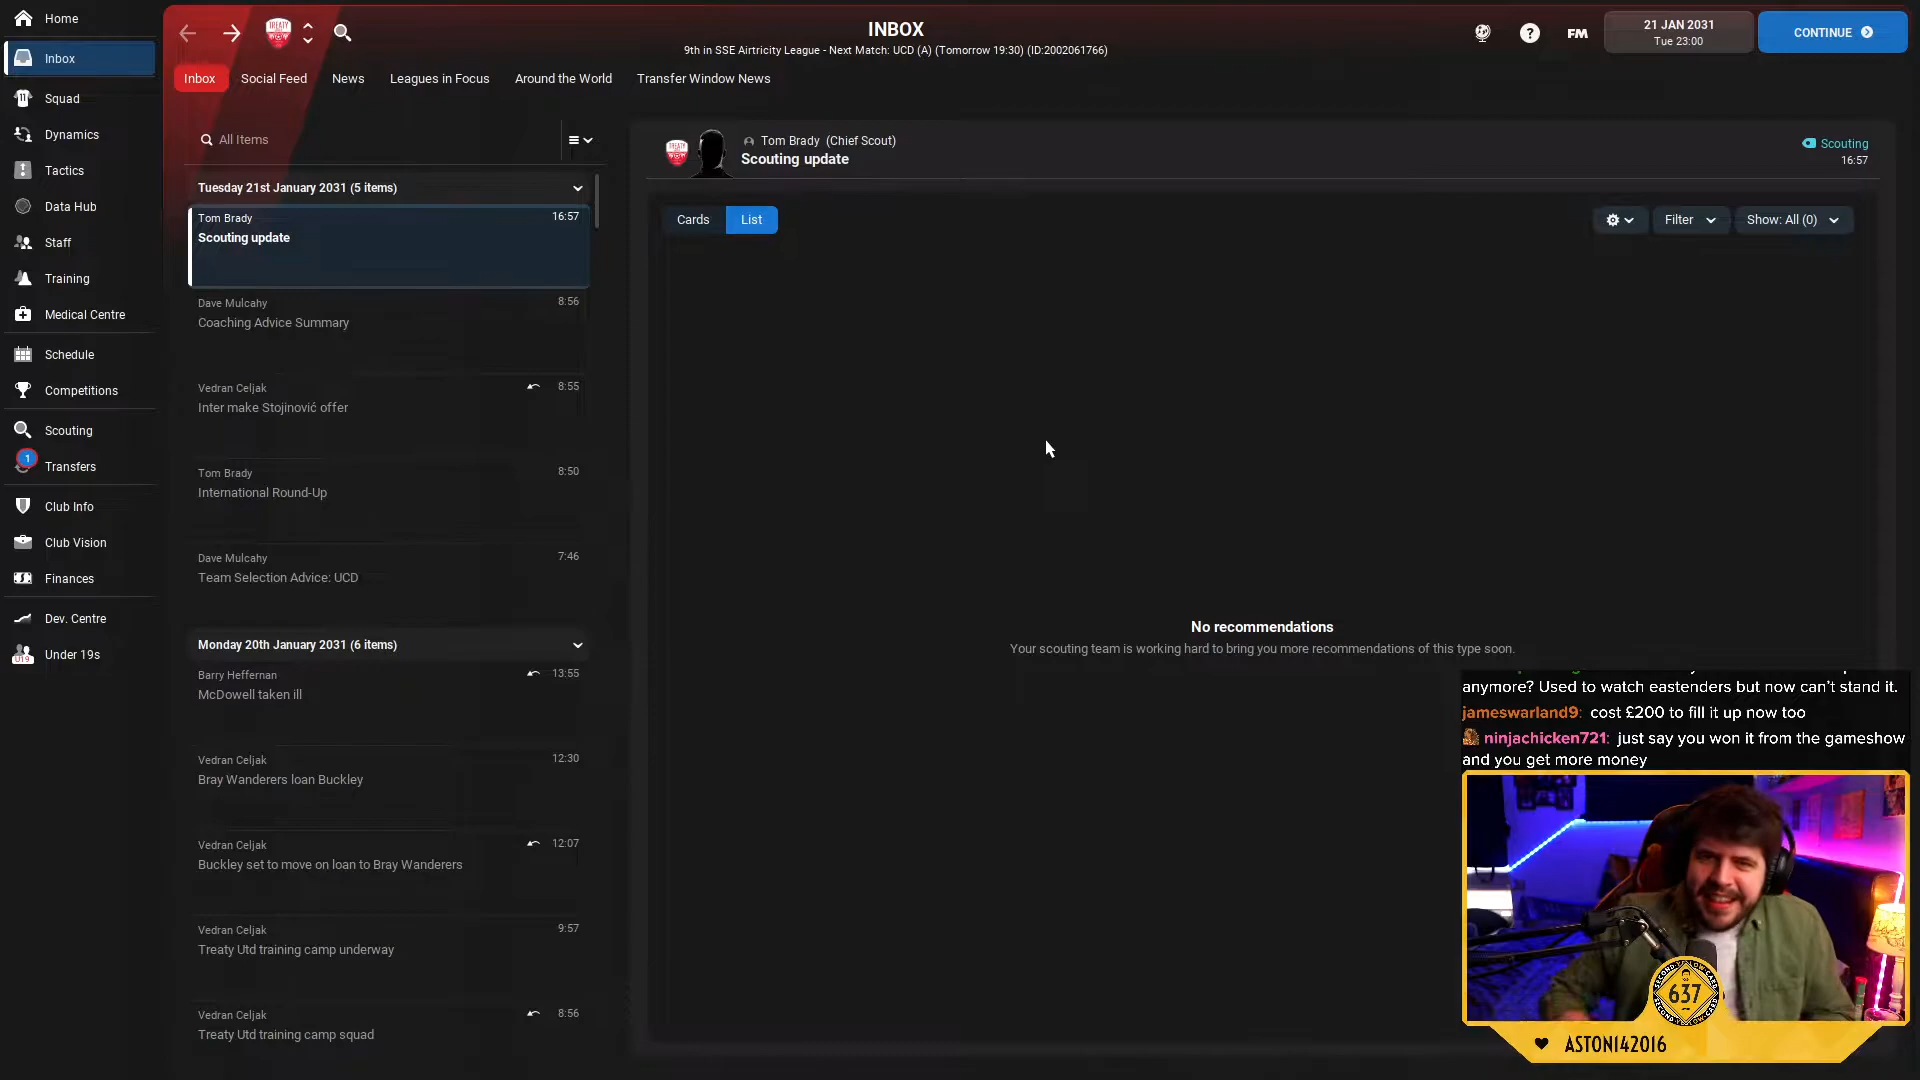 Home
Inbox
Squad
Dynamics
Tactics
Data Hub
Staff
Training
Medical Centre
Schedule
Competitions
Scouting
1
Transfers
Club Info
Club Vision
Finances
Dev. Centre
U19
Under 19s
TREATY
INBOX
9th in SSE Airtricity League - Next Match: UCD (A) (Tomorrow 19:30) (ID:2002061766)
?
FM
21 JAN 2031
Tue 23:00
CONTINUE
Inbox
Social Feed
News
Leagues in Focus
Around the World
Transfer Window News
All Items
Tuesday 21st January 2031 (5 items)
Tom Brady 16:57
Scouting update
Dave Mulcahy 8:56
Coaching Advice Summary
Vedran Celjak 8:55
Inter make Stojinović offer
Tom Brady 8:50
International Round-Up
Dave Mulcahy 7:46
Team Selection Advice: UCD
Monday 20th January 2031 (6 items)
Barry Heffernan 13:55
McDowell taken ill
Vedran Celjak 12:30
Bray Wanderers loan Buckley
Vedran Celjak 12:07
Buckley set to move on loan to Bray Wanderers
Vedran Celjak 9:57
Treaty Utd training camp underway
Vedran Celjak 8:56
Treaty Utd training camp squad
TREATY
Tom Brady (Chief Scout)
Scouting update
Scouting
16:57
Cards
List
Filter
Show: All (0)
No recommendations
Your scouting team is working hard to bring you more recommendations of this type soon.
anymore? Used to watch eastenders but now can't stand it.
jameswarland9: cost £200 to fill it up now too
ninjachicken721: just say you won it from the gameshow
and you get more money
SECOND YELLOW CARD
637
ASTON142016